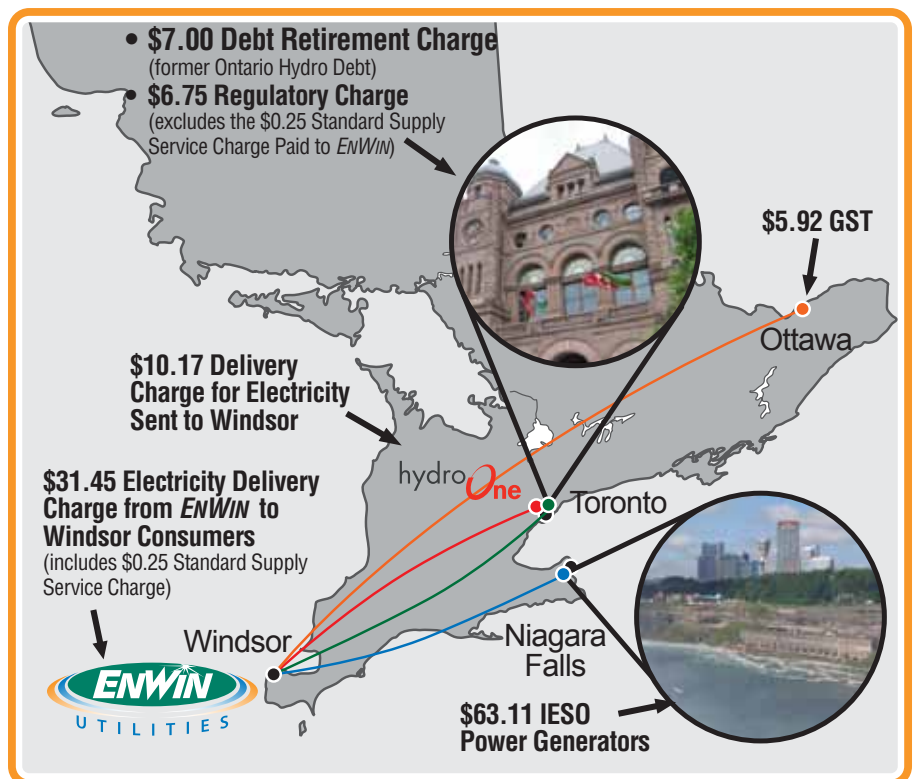 • $7.00 Debt Retirement Charge
(former Ontario Hydro Debt)
• $6.75 Regulatory Charge
(excludes the $0.25 Standard Supply
Service Charge Paid to ENWIN)
$5.92 GST
Ottawa
$10.17 Delivery
Charge for Electricity
Sent to Windsor
hydroOne
$31.45 Electricity Delivery
Charge from ENWIN to
Windsor Consumers
(includes $0.25 Standard Supply
Service Charge)
Toronto
Windsor
Niagara
Falls
ENWIN
UTILITIES
$63.11 IESO
Power Generators